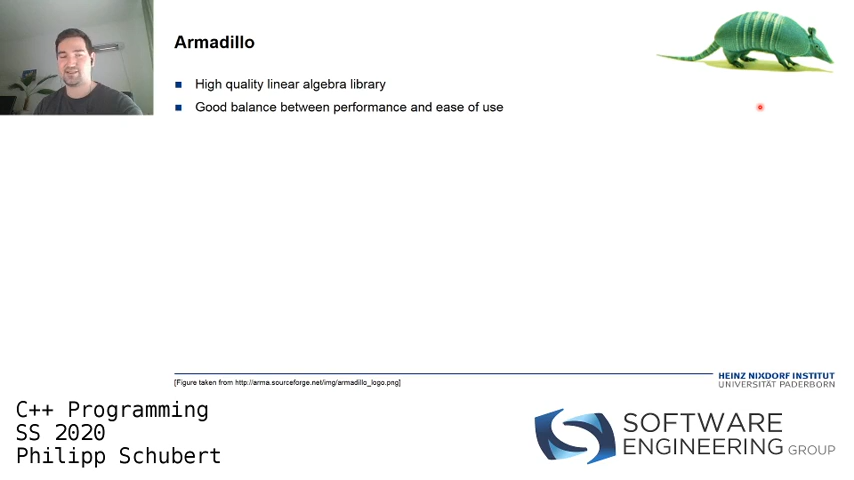 Armadillo
High quality linear algebra library
Good balance between performance and ease of use
[Figure taken from http://arma.sourceforge.net/img/armadillo_logo.png]
HEINZ NIXDORF INSTITUT
UNIVERSITÄT PADERBORN
C++ Programming
SS 2020
Philipp Schubert
SOFTWARE
ENGINEERING GROUP